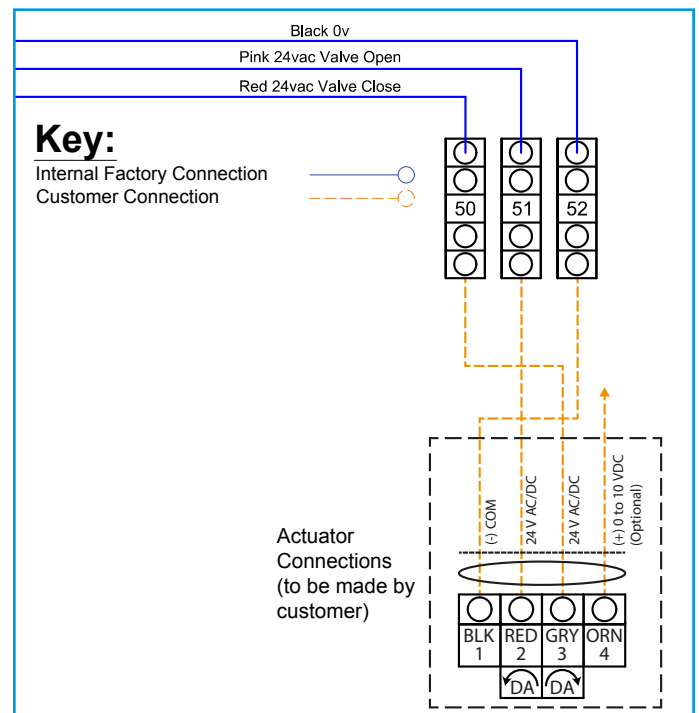 Black 0v
Pink 24vac Valve Open
Red 24vac Valve Close
Key:
Internal Factory Connection
Customer Connection
50
51
52
(-) COM
24 V AC/DC
24 V AC/DC
(+) 0 to 10 VDC
(Optional)
Actuator
Connections
(to be made by
customer)
BLK RED GRY ORN
1 2 3 4
DA DA